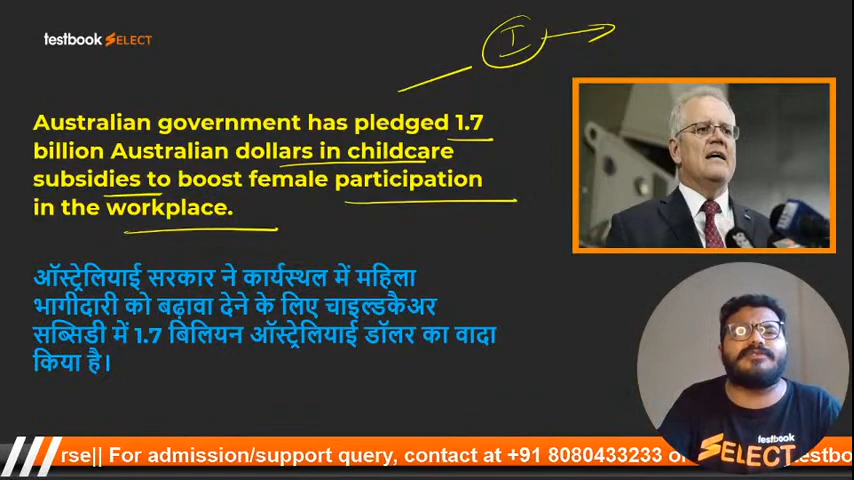 testbook SELECT
I
Australian government has pledged 1.7
billion Australian dollars in childcare
subsidies to boost female participation
in the workplace.
ऑस्ट्रेलियाई सरकार ने कार्यस्थल में महिला
भागीदारी को बढ़ावा देने के लिए चाइल्डकैअर
सब्सिडी में 1.7 बिलियन ऑस्ट्रेलियाई डॉलर का वादा
किया है।
testbook
SELECT
rse|| For admission/support query, contact at +91 8080433233 o